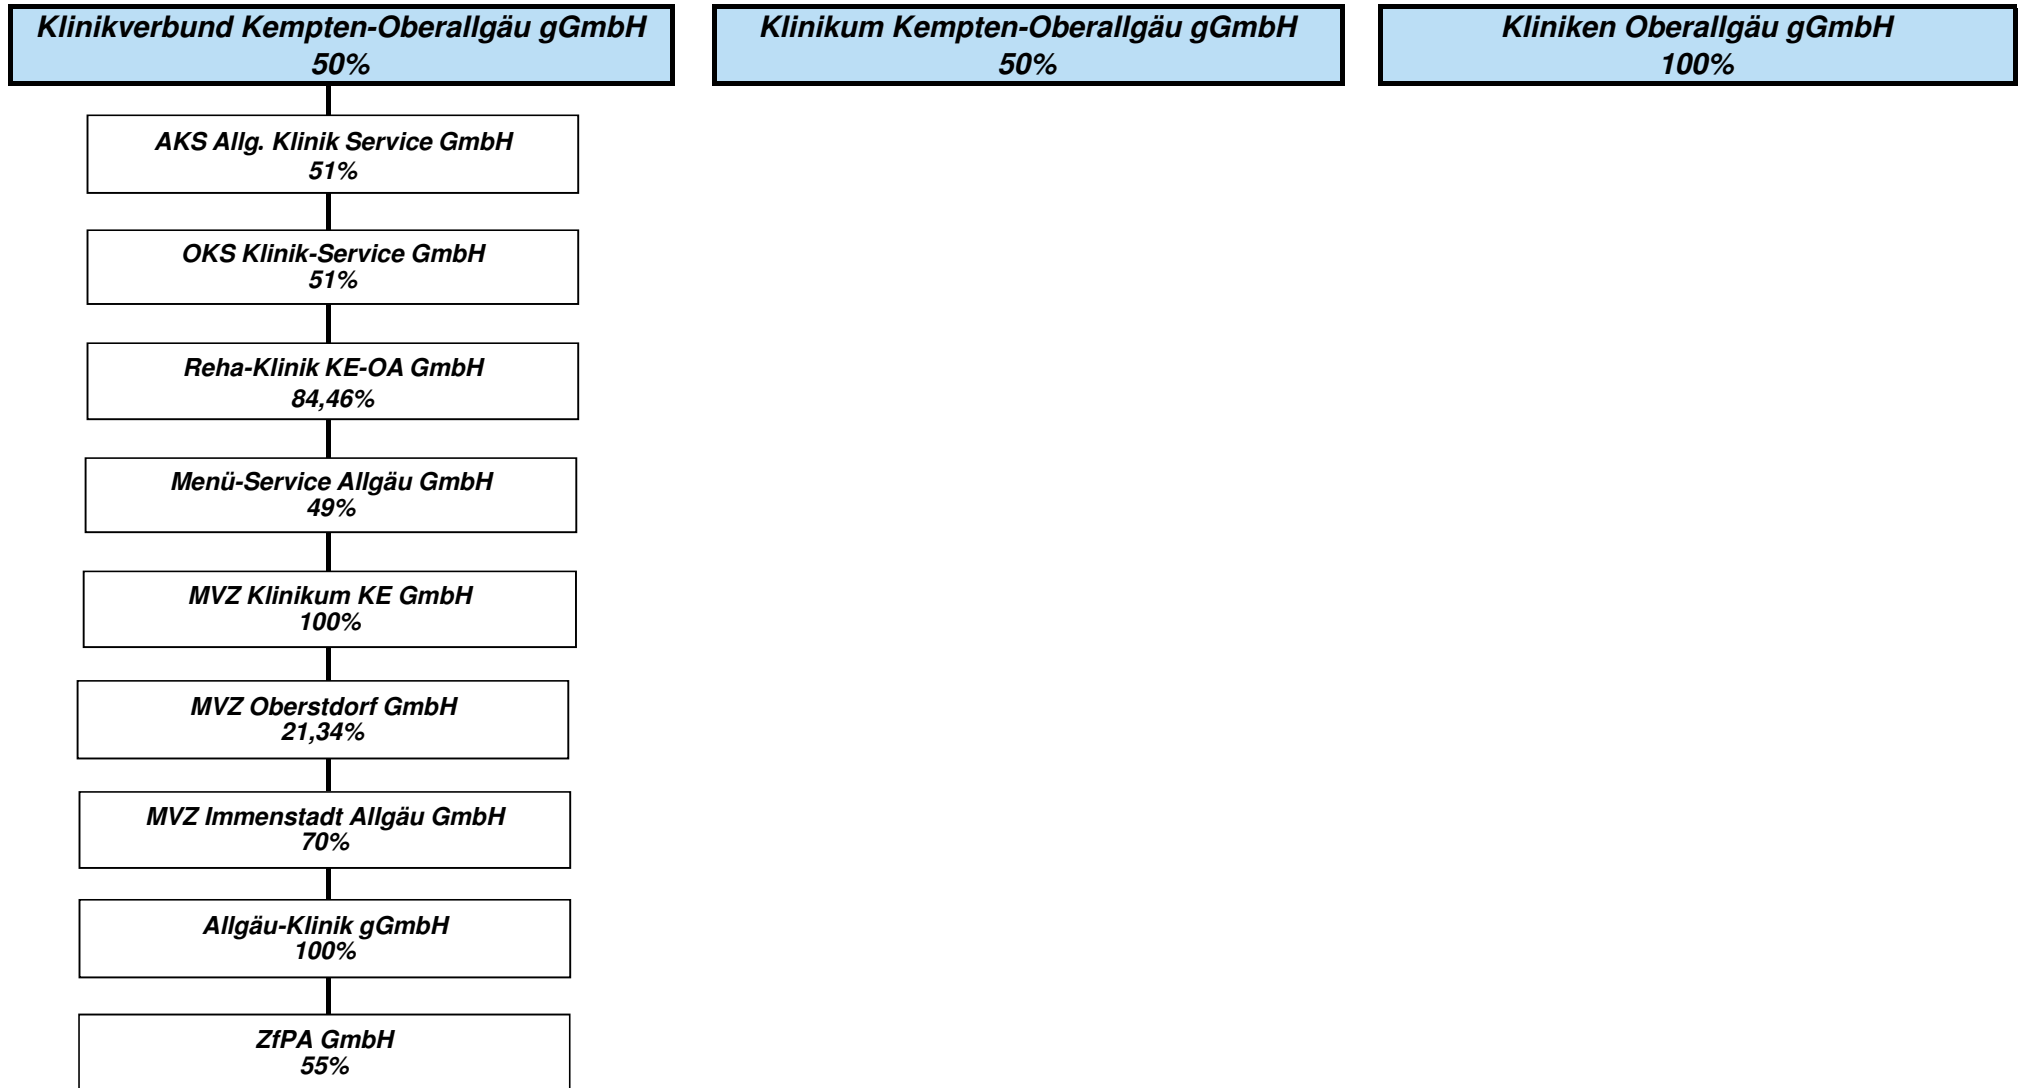 Klinikverbund Kempten-Oberallgäu gGmbH
50%
Klinikum Kempten-Oberallgäu gGmbH
50%
Kliniken Oberallgäu gGmbH
100%
AKS Allg. Klinik Service GmbH
51%
OKS Klinik-Service GmbH
51%
Reha-Klinik KE-OA GmbH
84,46%
Menü-Service Allgäu GmbH
49%
MVZ Klinikum KE GmbH
100%
MVZ Oberstdorf GmbH
21,34%
MVZ Immenstadt Allgäu GmbH
70%
Allgäu-Klinik gGmbH
100%
ZfPA GmbH
55%